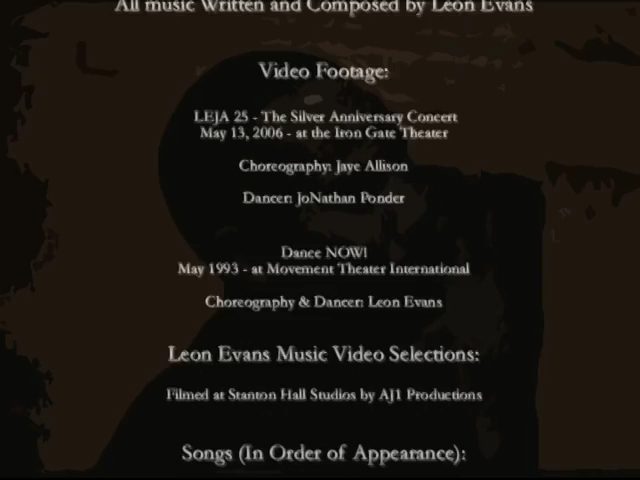 All music Written and Composed by Leon Evans
Video Footage:
LEJA 25 - The Silver Anniversary Concert
May 13, 2006 - at the Iron Gate Theater
Choreography: Jaye Allison
Dancer: JoNathan Ponder
Dance NOW!
May 1993 - at Movement Theater International
Choreography & Dancer: Leon Evans
Leon Evans Music Video Selections:
Filmed at Stanton Hall Studios by AJ1 Productions
Songs (In Order of Appearance):